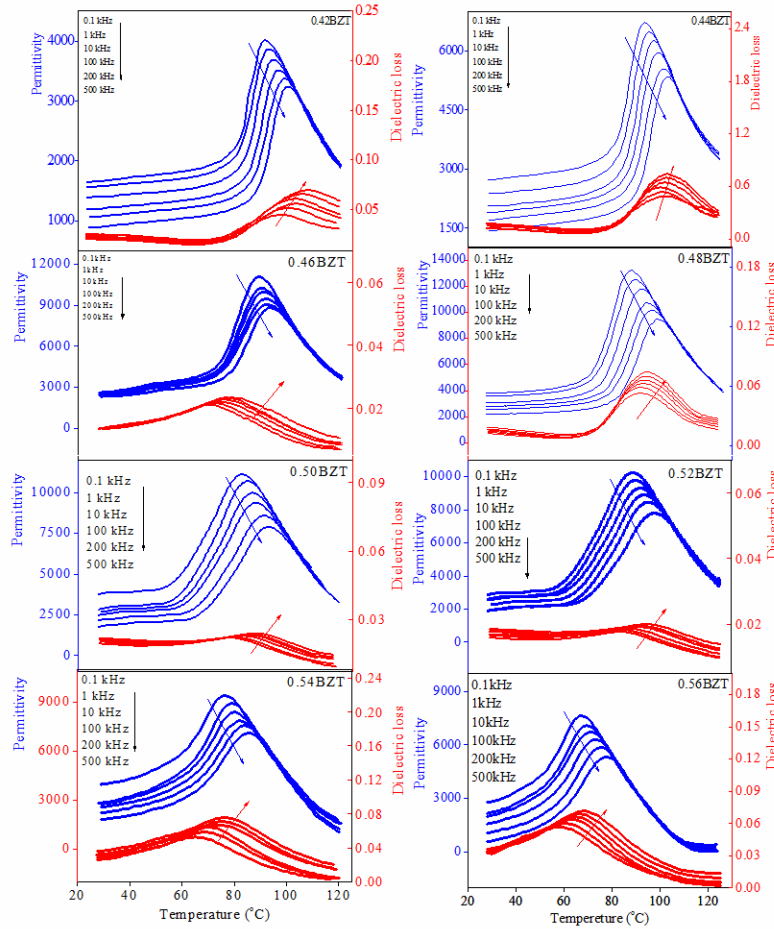 0.42BZT
0.1 kHz
1 kHz
10 kHz
100 kHz
200 kHz
500 kHz
Permittivity
4000
3000
2000
1000
Dielectric loss
0.25
0.20
0.15
0.10
0.05
0.44BZT
0.1 kHz
1 kHz
10 kHz
100 kHz
200 kHz
500 kHz
Permittivity
6000
4500
3000
1500
Dielectric loss
2.4
1.8
1.2
0.6
0.0
0.46BZT
0.1kHz
1kHz
10kHz
100kHz
200kHz
500kHz
Permittivity
12000
9000
6000
3000
0
Dielectric loss
0.06
0.04
0.02
0.00
0.48BZT
0.1 kHz
1 kHz
10 kHz
100 kHz
200 kHz
500 kHz
Permittivity
14000
12000
10000
8000
6000
4000
2000
0
Dielectric loss
0.18
0.12
0.06
0.00
0.50BZT
0.1 kHz
1 kHz
10 kHz
100 kHz
200 kHz
500 kHz
Permittivity
10000
7500
5000
2500
0
Dielectric loss
0.09
0.06
0.03
0.52BZT
0.1 kHz
1 kHz
10 kHz
100 kHz
200 kHz
500 kHz
Permittivity
10000
8000
6000
4000
2000
0
Dielectric loss
0.06
0.04
0.02
0.00
0.54BZT
0.1 kHz
1 kHz
10 kHz
100 kHz
200 kHz
500 kHz
Permittivity
9000
6000
3000
0
Dielectric loss
0.24
0.20
0.16
0.12
0.08
0.04
0.00
20 40 60 80 100 120
Temperature (°C)
0.56BZT
0.1kHz
1kHz
10kHz
100kHz
200kHz
500kHz
Permittivity
9000
6000
3000
0
Dielectric loss
0.18
0.15
0.12
0.09
0.06
0.03
0.00
20 40 60 80 100 120
Tempereture (°C)